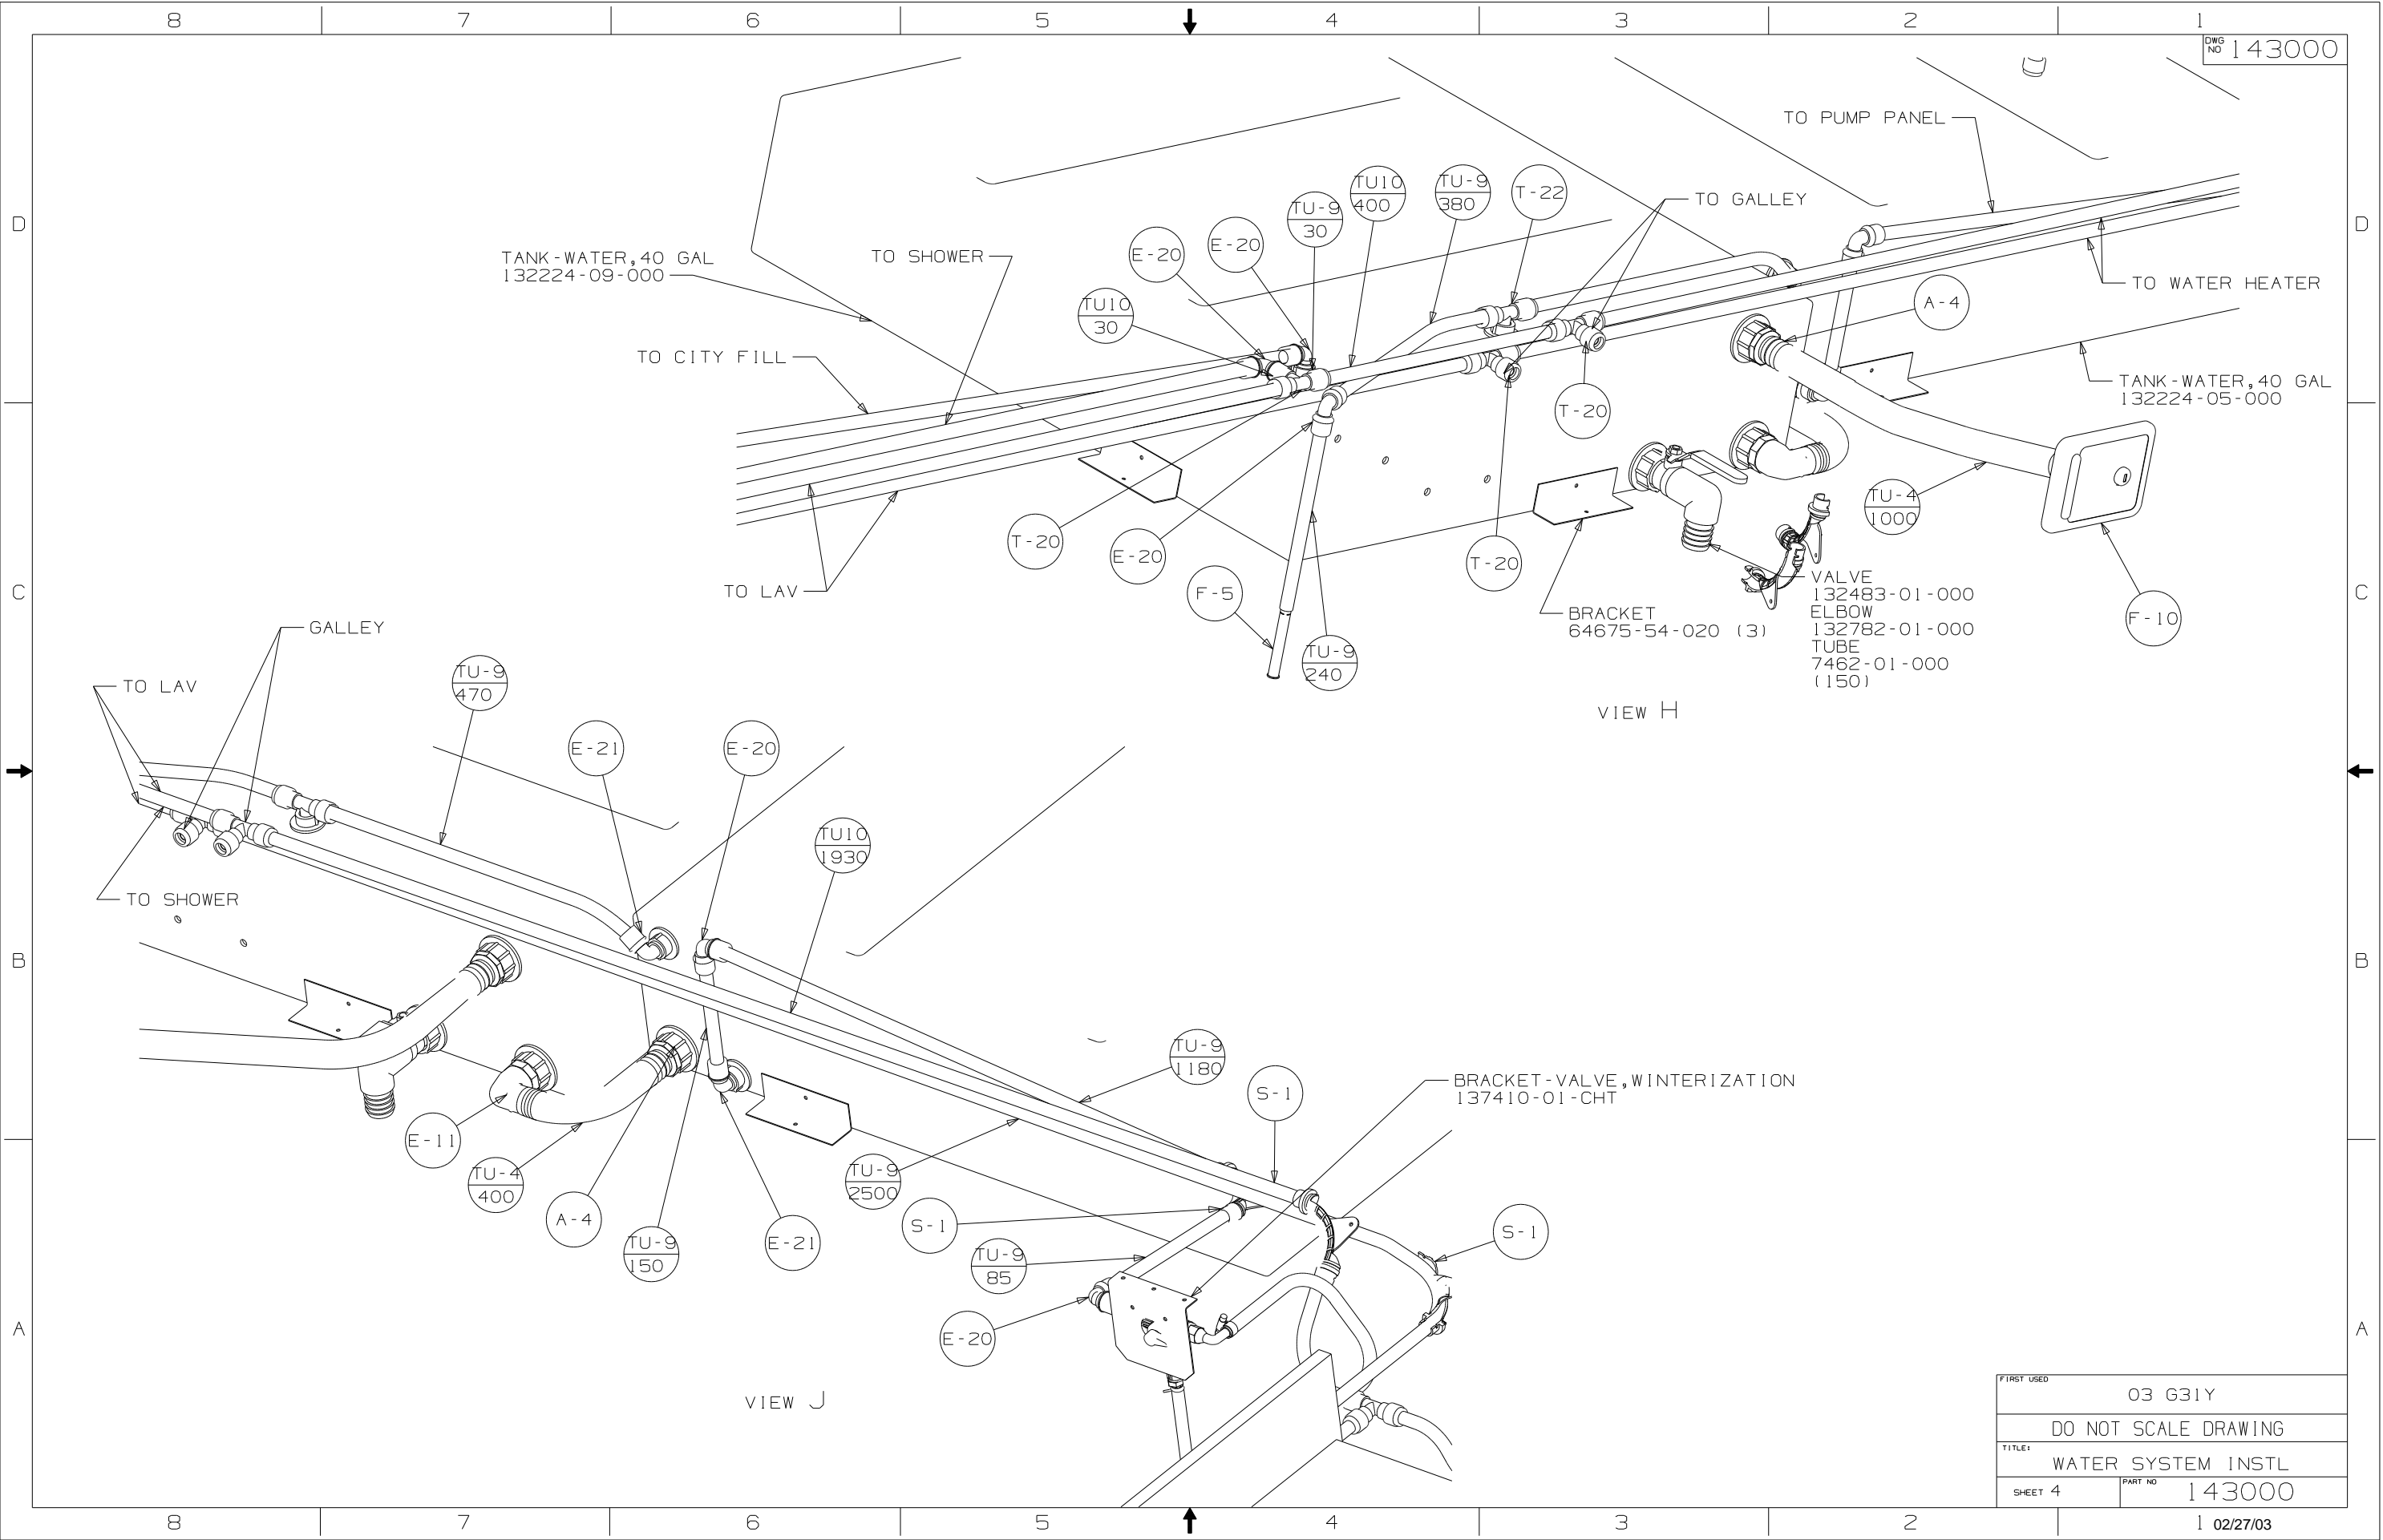 8 7 6 5 4 3 2 1
DWG NO 143000
D
D
TO PUMP PANEL
TU10 400
TU-9 380
T-22
TU-9 30
TO GALLEY
E-20
E-20
TANK-WATER,40 GAL
132224-09-000
TO SHOWER
TO WATER HEATER
A-4
TU10 30
TO CITY FILL
TANK-WATER,40 GAL
132224-05-000
T-20
TU-4 1000
T-20
E-20
T-20
C
C
TO LAV
F-5
VALVE
132483-01-000
ELBOW
132782-01-000
TUBE
7462-01-000
(150)
BRACKET
64675-54-020 (3)
F-10
TU-9 240
VIEW H
GALLEY
TO LAV
TU-9 470
E-21
E-20
TU10 1930
TO SHOWER
B
B
TU-9 1180
S-1
BRACKET-VALVE,WINTERIZATION
137410-01-CHT
E-11
TU-4 400
TU-9 2500
A-4
S-1
S-1
TU-9 150
E-21
TU-9 85
E-20
A
A
VIEW J
FIRST USED
03 G31Y
DO NOT SCALE DRAWING
TITLE:
WATER SYSTEM INSTL
SHEET 4
PART NO 143000
8 7 6 5 4 3 2 1
02/27/03